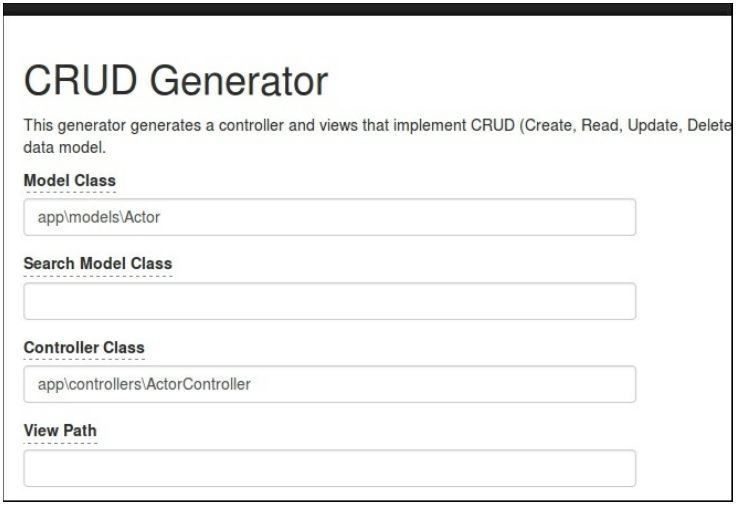 CRUD Generator
This generator generates a controller and views that implement CRUD (Create, Read, Update, Delete
data model.
Model Class
app\models\Actor
Search Model Class
Controller Class
app\controllers\ActorController
View Path